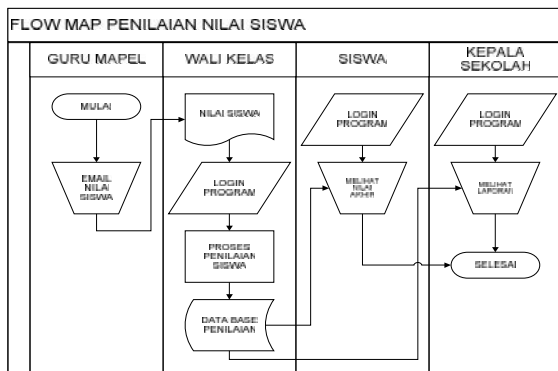 FLOW MAP PENILAIAN NILAI SISWA
GURU MAPEL
WALI KELAS
SISWA
KEPALA
SEKOLAH
MULAI
EMAIL
NILAI
SISWA
NILAI SISWA
LOGIN
PROGRAM
PROSES
PENILAIAN
SISWA
DATA BASE
PENILAIAN
LOGIN
PROGRAM
MELIHAT
NILAI
AKHIR
LOGIN
PROGRAM
MELIHAT
LAPORAN
SELESAI